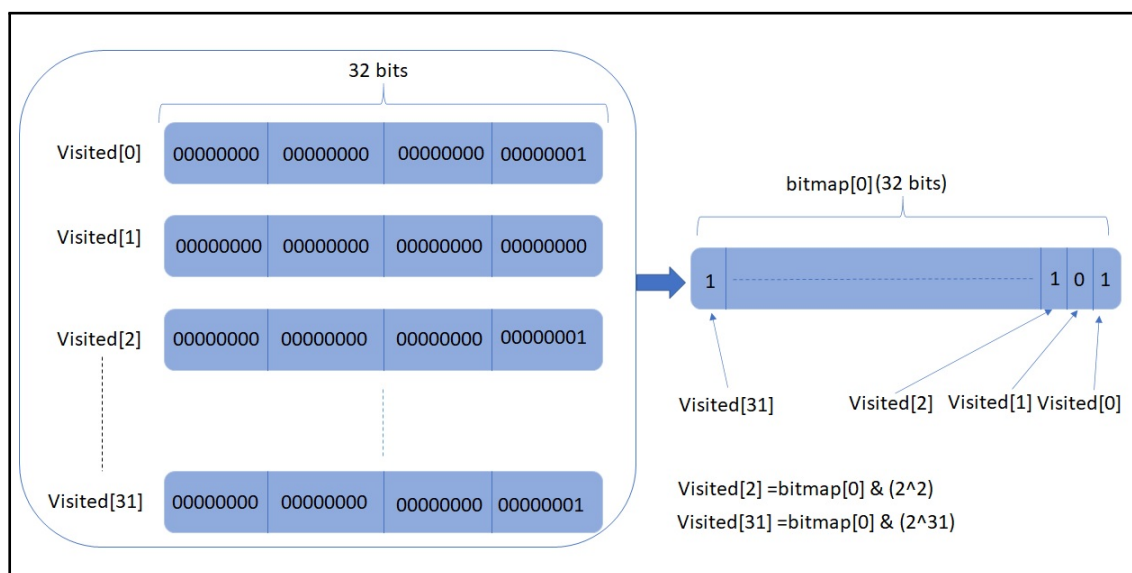 32 bits
Visited[0]
00000000 00000000 00000000 00000001
Visited[1]
00000000 00000000 00000000 00000000
Visited[2]
00000000 00000000 00000000 00000001
Visited[31]
00000000 00000000 00000000 00000001
bitmap[0](32 bits)
1 1 0 1
Visited[31] Visited[2] Visited[1] Visited[0]
Visited[2] =bitmap[0] & (2^2)
Visited[31] =bitmap[0] & (2^31)